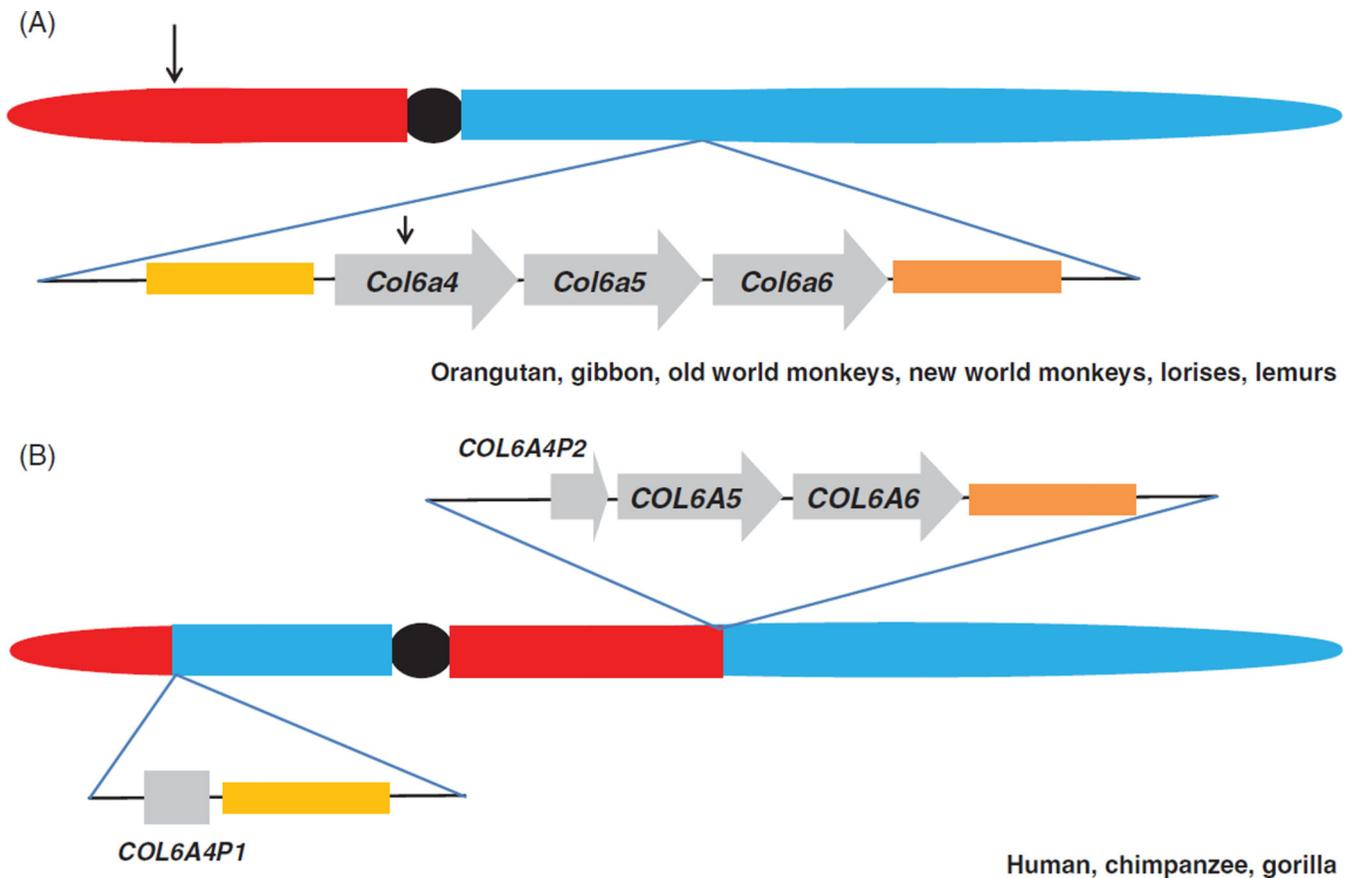 (A)
Col6a4
Col6a5
Col6a6
Orangutan, gibbon, old world monkeys, new world monkeys, lorises, lemurs
(B)
COL6A4P2
COL6A5
COL6A6
COL6A4P1
Human, chimpanzee, gorilla